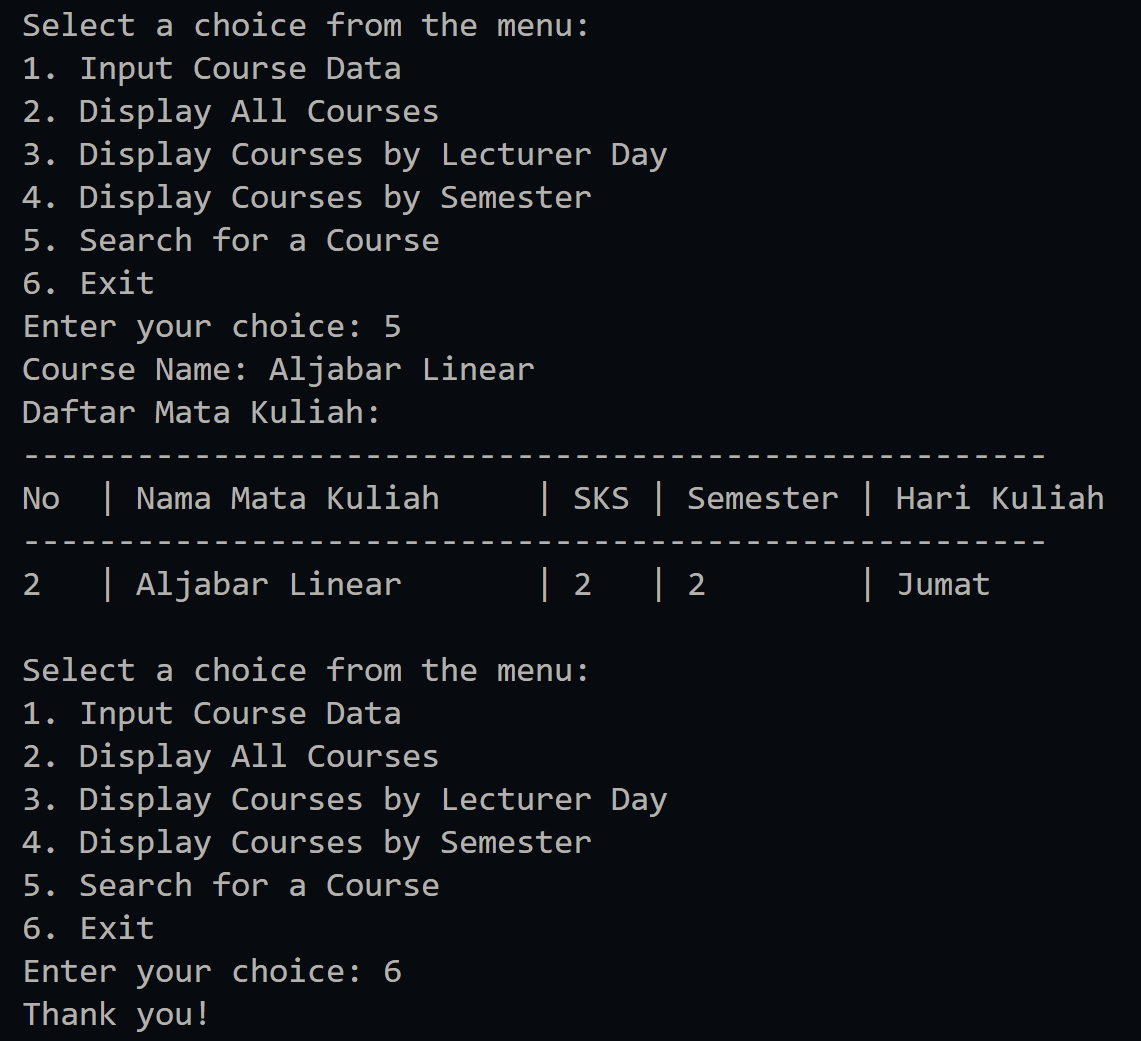 Select a choice from the menu:
1. Input Course Data
2. Display All Courses
3. Display Courses by Lecturer Day
4. Display Courses by Semester
5. Search for a Course
6. Exit
Enter your choice: 5
Course Name: Aljabar Linear
Daftar Mata Kuliah:
------------------------------------------------------
No  | Nama Mata Kuliah     | SKS | Semester | Hari Kuliah
------------------------------------------------------
2   | Aljabar Linear       | 2   | 2        | Jumat

Select a choice from the menu:
1. Input Course Data
2. Display All Courses
3. Display Courses by Lecturer Day
4. Display Courses by Semester
5. Search for a Course
6. Exit
Enter your choice: 6
Thank you!